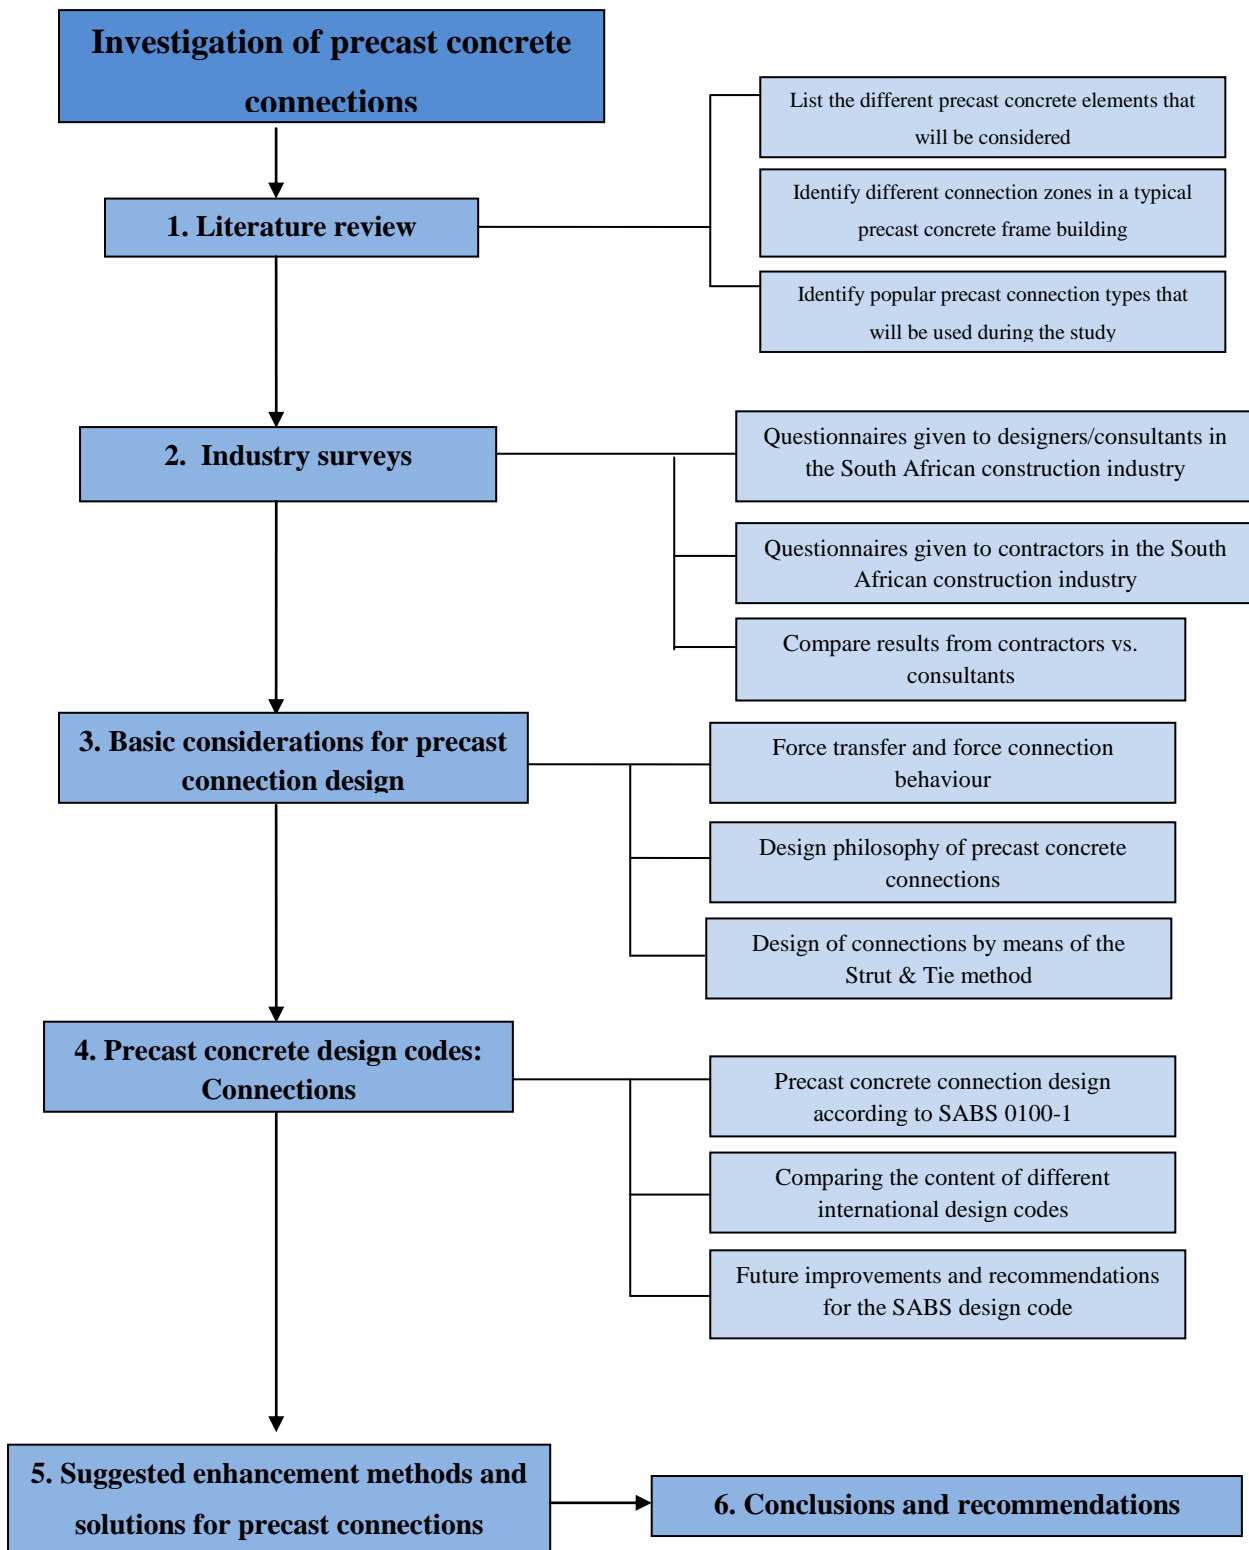 Investigation of precast concrete
connections
List the different precast concrete elements that
will be considered
1. Literature review
Identify different connection zones in a typical
precast concrete frame building
Identify popular precast connection types that
will be used during the study
2. Industry surveys
Questionnaires given to designers/consultants in
the South African construction industry
Questionnaires given to contractors in the South
African construction industry
Compare results from contractors vs.
consultants
3. Basic considerations for precast
connection design
Force transfer and force connection
behaviour
Design philosophy of precast concrete
connections
Design of connections by means of the
Strut & Tie method
4. Precast concrete design codes:
Connections
Precast concrete connection design
according to SABS 0100-1
Comparing the content of different
international design codes
Future improvements and recommendations
for the SABS design code
5. Suggested enhancement methods and
solutions for precast connections
6. Conclusions and recommendations